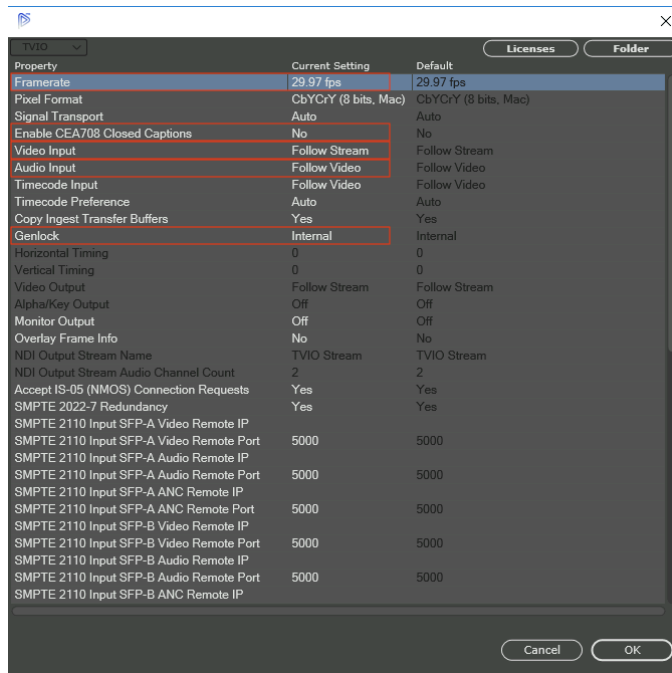 TVIO Licenses Folder
Property Current Setting Default
Framerate 29.97 fps 29.97 fps
Pixel Format CbYCrY (8 bits, Mac) CbYCrY (8 bits, Mac)
Signal Transport Auto Auto
Enable CEA708 Closed Captions No No
Video Input Follow Stream Follow Stream
Audio Input Follow Video Follow Video
Timecode Input Follow Video Follow Video
Timecode Preference Auto Auto
Copy Ingest Transfer Buffers Yes Yes
Genlock Internal Internal
Horizontal Timing 0 0
Vertical Timing 0 0
Video Output Follow Stream Follow Stream
Alpha/Key Output Off Off
Monitor Output Off Off
Overlay Frame Info No No
NDI Output Stream Name TVIO Stream TVIO Stream
NDI Output Stream Audio Channel Count 2 2
Accept IS-05 (NMOS) Connection Requests Yes Yes
SMPTE 2022-7 Redundancy Yes Yes
SMPTE 2110 Input SFP-A Video Remote IP
SMPTE 2110 Input SFP-A Video Remote Port 5000 5000
SMPTE 2110 Input SFP-A Audio Remote IP
SMPTE 2110 Input SFP-A Audio Remote Port 5000 5000
SMPTE 2110 Input SFP-A ANC Remote IP
SMPTE 2110 Input SFP-A ANC Remote Port 5000 5000
SMPTE 2110 Input SFP-B Video Remote IP
SMPTE 2110 Input SFP-B Video Remote Port 5000 5000
SMPTE 2110 Input SFP-B Audio Remote IP
SMPTE 2110 Input SFP-B Audio Remote Port 5000 5000
SMPTE 2110 Input SFP-B ANC Remote IP
Cancel OK